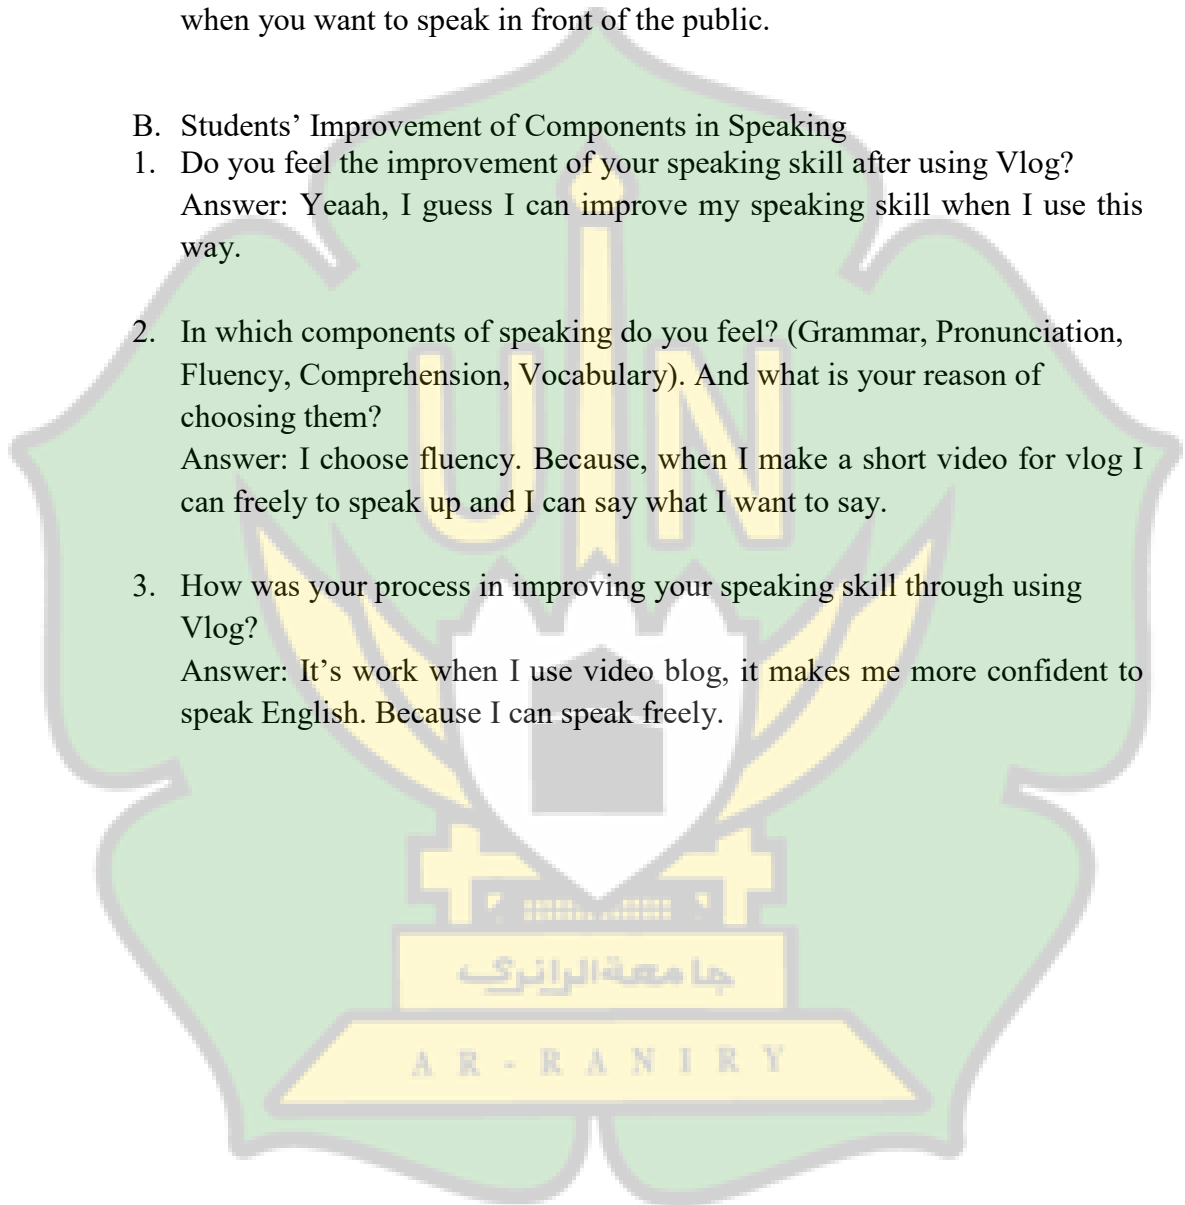 when you want to speak in front of the public.
B. Students’ Improvement of Components in Speaking
1. Do you feel the improvement of your speaking skill after using Vlog?
Answer: Yeaah, I guess I can improve my speaking skill when I use this
way.
2. In which components of speaking do you feel? (Grammar, Pronunciation,
Fluency, Comprehension, Vocabulary). And what is your reason of
choosing them?
Answer: I choose fluency. Because, when I make a short video for vlog I
can freely to speak up and I can say what I want to say.
3. How was your process in improving your speaking skill through using
Vlog?
Answer: It’s work when I use video blog, it makes me more confident to
speak English. Because I can speak freely.
UIN
جامعة الرانري
AR-RANIRY